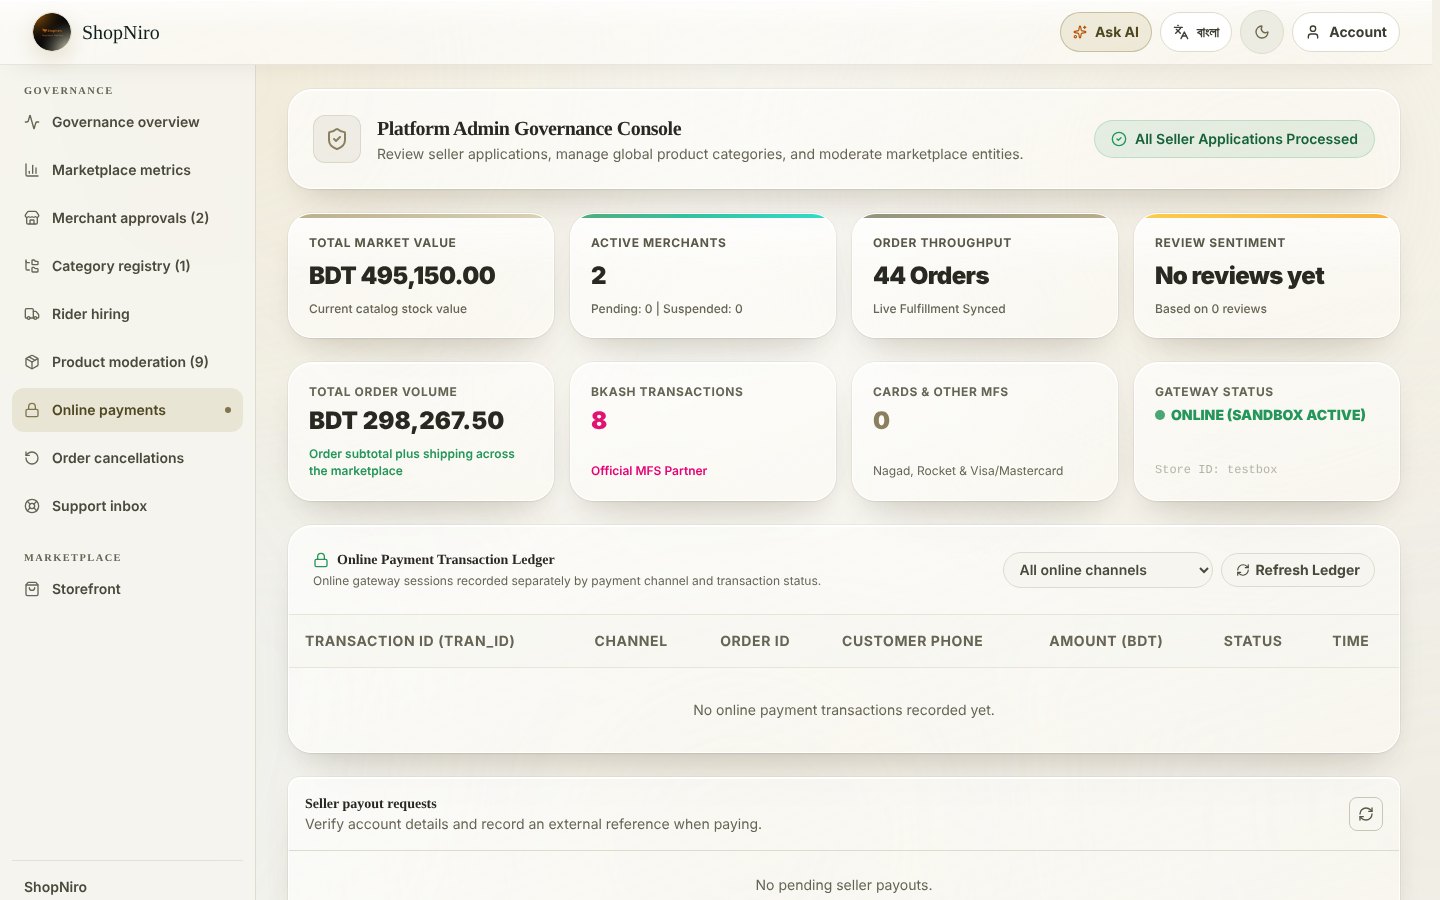 ShopNiro
Ask AI
বাংলা
Account
GOVERNANCE
Governance overview
Marketplace metrics
Merchant approvals (2)
Category registry (1)
Rider hiring
Product moderation (9)
Online payments
Order cancellations
Support inbox
MARKETPLACE
Storefront
ShopNiro
Platform Admin Governance Console
Review seller applications, manage global product categories, and moderate marketplace entities.
All Seller Applications Processed
TOTAL MARKET VALUE
BDT 495,150.00
Current catalog stock value
ACTIVE MERCHANTS
2
Pending: 0 | Suspended: 0
ORDER THROUGHPUT
44 Orders
Live Fulfillment Synced
REVIEW SENTIMENT
No reviews yet
Based on 0 reviews
TOTAL ORDER VOLUME
BDT 298,267.50
Order subtotal plus shipping across
the marketplace
BKASH TRANSACTIONS
8
Official MFS Partner
CARDS & OTHER MFS
0
Nagad, Rocket & Visa/Mastercard
GATEWAY STATUS
ONLINE (SANDBOX ACTIVE)
Store ID: testbox
Online Payment Transaction Ledger
Online gateway sessions recorded separately by payment channel and transaction status.
All online channels
Refresh Ledger
TRANSACTION ID (TRAN_ID) CHANNEL ORDER ID CUSTOMER PHONE AMOUNT (BDT) STATUS TIME
No online payment transactions recorded yet.
Seller payout requests
Verify account details and record an external reference when paying.
No pending seller payouts.